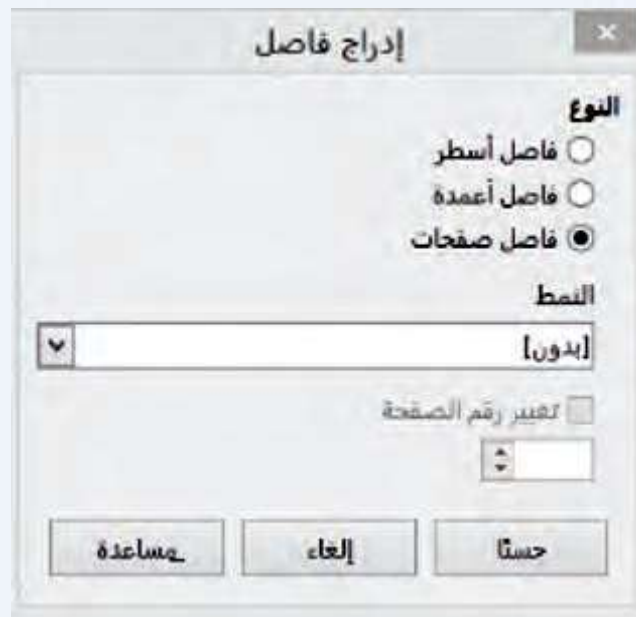 إدراج فاصل
النوع
فاصل أسطر
فاصل أعمدة
فاصل صفحات
النمط
[بدون]
تغيير رقم الصفحة
حسنًا إلغاء مساعدة